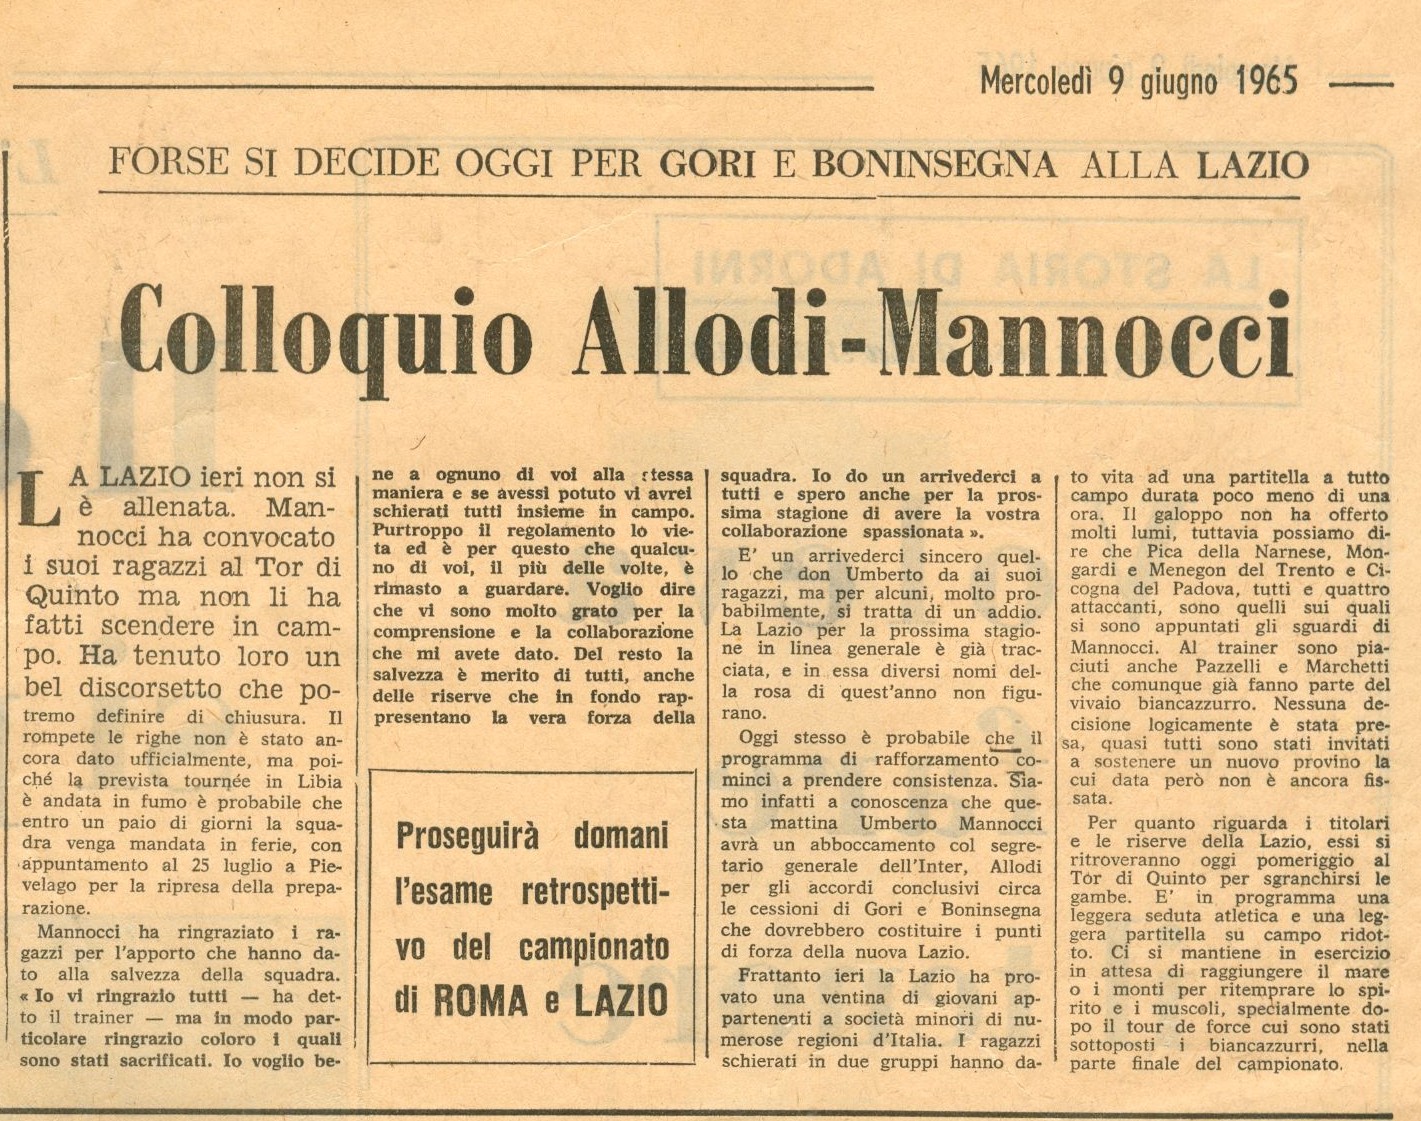 Mercoledì 9 giugno 1965
FORSE SI DECIDE OGGI PER GORI E BONINSEGNA ALLA LAZIO
Colloquio Allodi-Mannocci
LA LAZIO ieri non si
è allenata. Man-
nocci ha convocato
i suoi ragazzi al Tor di
Quinto ma non li ha
fatti scendere in cam-
po. Ha tenuto loro un
bel discorsetto che po-
tremo definire di chiusura. Il
rompete le righe non è stato an-
cora dato ufficialmente, ma poi-
ché la prevista tournée in Libia
è andata in fumo è probabile che
entro un paio di giorni la squa-
dra venga mandata in ferie, con
appuntamento al 25 luglio a Pie-
velago per la ripresa della prepa-
razione.
Mannocci ha ringraziato i ra-
gazzi per l'apporto che hanno da-
to alla salvezza della squadra.
« Io vi ringrazio tutti — ha det-
to il trainer — ma in modo par-
ticolare ringrazio coloro i quali
sono stati sacrificati. Io voglio be-
ne a ognuno di voi alla stessa
maniera e se avessi potuto vi avrei
schierati tutti insieme in campo.
Purtroppo il regolamento lo vie-
ta ed è per questo che qualcu-
no di voi, il più delle volte, è
rimasto a guardare. Voglio dire
che vi sono molto grato per la
comprensione e la collaborazione
che mi avete dato. Del resto la
salvezza è merito di tutti, anche
delle riserve che in fondo rap-
presentano la vera forza della
Proseguirà domani
l'esame retrospetti-
vo del campionato
di ROMA e LAZIO
squadra. Io do un arrivederci a
tutti e spero anche per la pros-
sima stagione di avere la vostra
collaborazione spassionata ».
E' un arrivederci sincero quel-
lo che don Umberto da ai suoi
ragazzi, ma per alcuni, molto pro-
babilmente, si tratta di un addio.
La Lazio per la prossima stagio-
ne in linea generale è già trac-
ciata, e in essa diversi nomi del-
la rosa di quest'anno non figu-
rano.
Oggi stesso è probabile che il
programma di rafforzamento co-
minci a prendere consistenza. Sia-
mo infatti a conoscenza che que-
sta mattina Umberto Mannocci
avrà un abboccamento col segre-
tario generale dell'Inter, Allodi
per gli accordi conclusivi circa
le cessioni di Gori e Boninsegna
che dovrebbero costituire i punti
di forza della nuova Lazio.
Frattanto ieri la Lazio ha pro-
vato una ventina di giovani ap-
partenenti a società minori di nu-
merose regioni d'Italia. I ragazzi
schierati in due gruppi hanno da-
to vita ad una partitella a tutto
campo durata poco meno di una
ora. Il galoppo non ha offerto
molti lumi, tuttavia possiamo di-
re che Pica della Narnese, Mon-
gardi e Menegon del Trento e Ci-
cogna del Padova, tutti e quattro
attaccanti, sono quelli sui quali
si sono appuntati gli sguardi di
Mannocci. Al trainer sono pia-
ciuti anche Pazzelli e Marchetti
che comunque già fanno parte del
vivaio biancazzurro. Nessuna de-
cisione logicamente è stata pre-
sa, quasi tutti sono stati invitati
a sostenere un nuovo provino la
cui data però non è ancora fis-
sata.
Per quanto riguarda i titolari
e le riserve della Lazio, essi si
ritroveranno oggi pomeriggio al
Tor di Quinto per sgranchirsi le
gambe. E' in programma una
leggera seduta atletica e una leg-
gera partitella su campo ridot-
to. Ci si mantiene in esercizio
in attesa di raggiungere il mare
o i monti per ritemprare lo spi-
rito e i muscoli, specialmente do-
po il tour de force cui sono stati
sottoposti i biancazzurri, nella
parte finale del campionato.